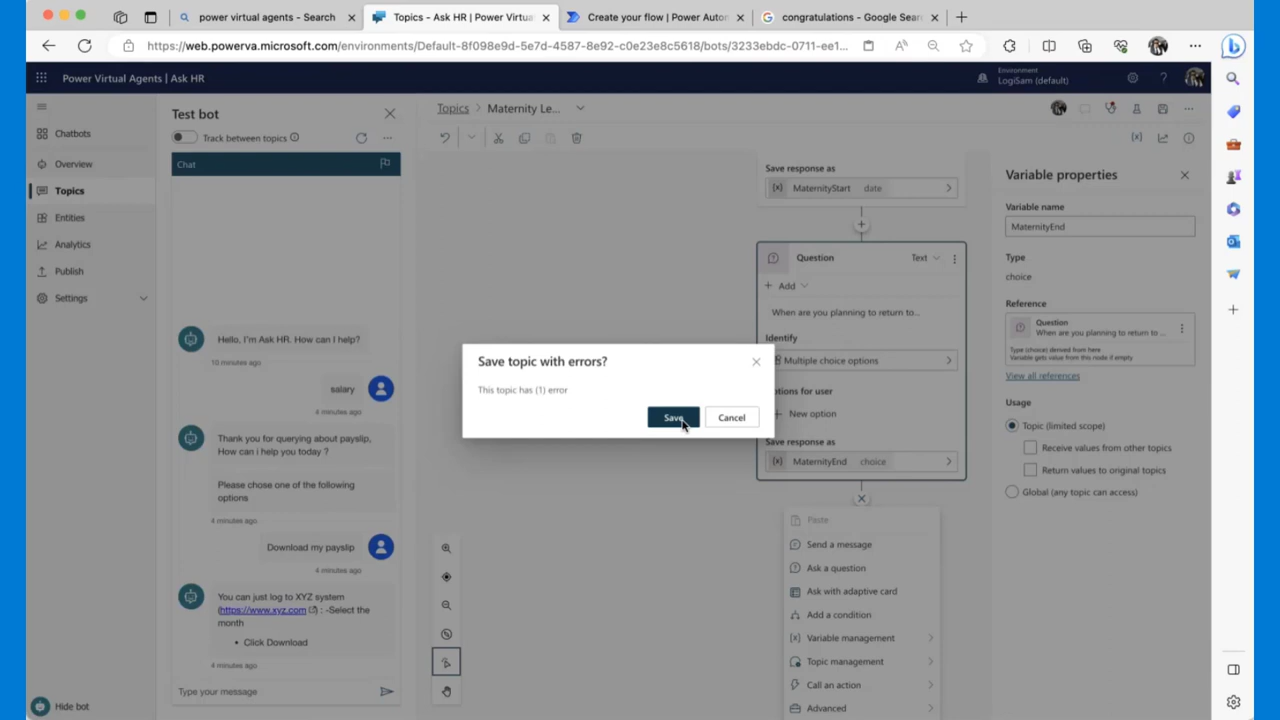 power virtual agents - Search
Topics - Ask HR | Power Virtua
Create your flow | Power Autor
congratulations - Google Sear
https://web.powerva.microsoft.com/environments/Default-8f098e9d-5e7d-4587-8e92-c0e23e8c5618/bots/3233ebdc-0711-ee1...
Power Virtual Agents | Ask HR
Environment
LogiSam (default)
Chatbots
Overview
Topics
Entities
Analytics
Publish
Settings
Hide bot
Test bot
Track between topics
Chat
Hello, I'm Ask HR. How can I help?
10 minutes ago
salary
4 minutes ago
Thank you for querying about payslip,
How can i help you today ?
Please chose one of the following
options
4 minutes ago
Download my payslip
4 minutes ago
You can just log to XYZ system
(https://www.xyz.com) : -Select the
month
• Click Download
4 minutes ago
Type your message
Topics > Maternity Le...
Save response as
{x} MaternityStart date
Question
Text
Add
When are you planning to return to...
Identify
Multiple choice options
ptions for user
New option
Save response as
{x} MaternityEnd choice
Paste
Send a message
Ask a question
Ask with adaptive card
Add a condition
{x} Variable management
Topic management
Call an action
Advanced
Save topic with errors?
This topic has (1) error
Save
Cancel
Variable properties
Variable name
MaternityEnd
Type
choice
Reference
Question
When are you planning to return to ...
Type (choice) derived from here
Variable gets value from this node if empty
View all references
Usage
Topic (limited scope)
Receive values from other topics
Return values to original topics
Global (any topic can access)